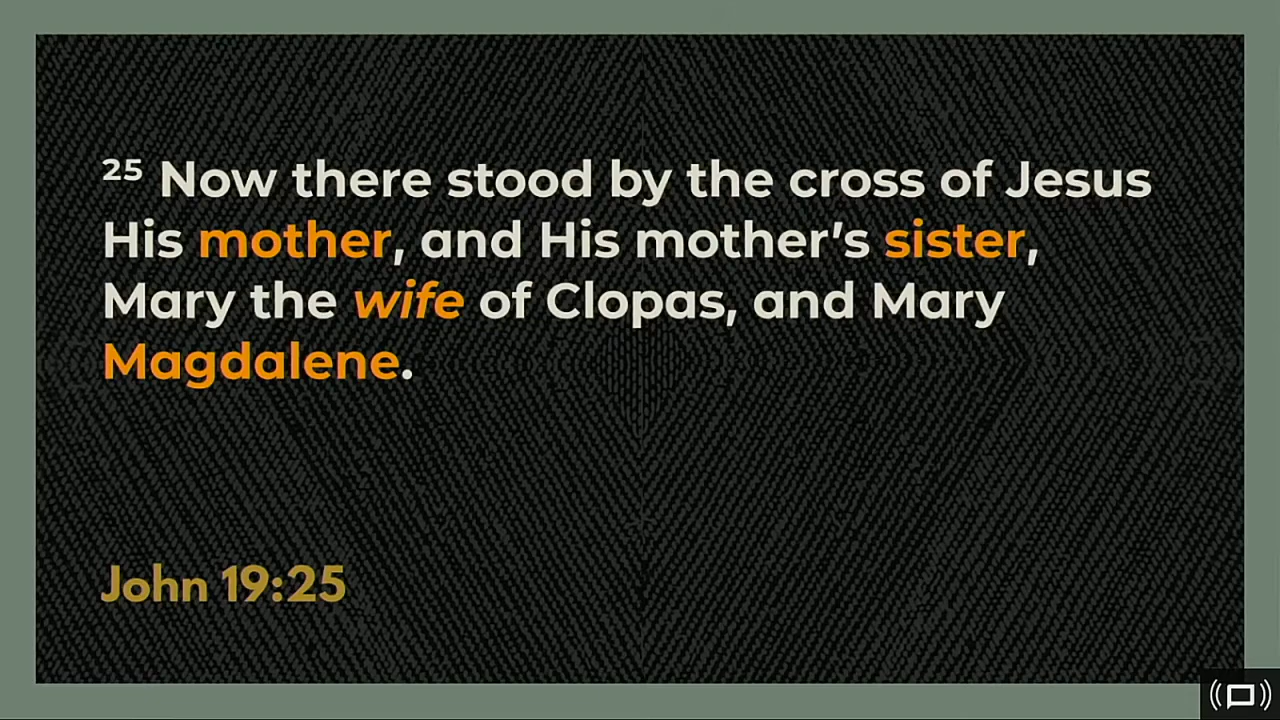 ²⁵ Now there stood by the cross of Jesus
His mother, and His mother’s sister,
Mary the wife of Clopas, and Mary
Magdalene.
John 19:25